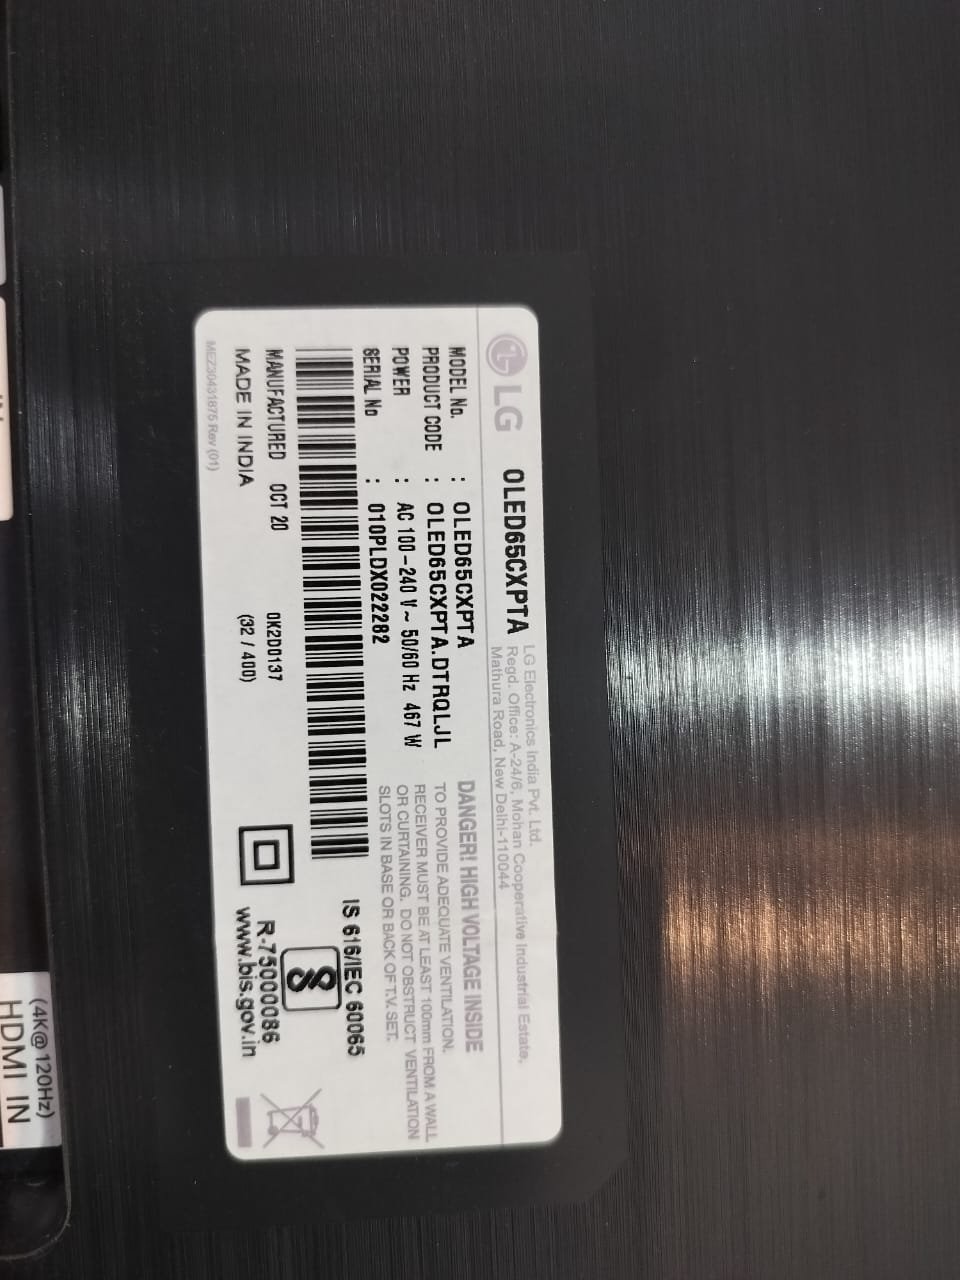 LG OLED65CXPTA
LG Electronics India Pvt. Ltd.
Regd. Office: A-24/6, Mohan Cooperative Industrial Estate,
Mathura Road, New Delhi-110044
MODEL No. : OLED65CXPTA
PRODUCT CODE : OLED65CXPTA.DTRQLJL
POWER : AC 100-240 V~ 50/60 Hz 467 W
SERIAL No : 010PLDX022282
MANUFACTURED OCT 20 0K2D0137
MADE IN INDIA (32 / 400)
MEZ30431875 Rev (01)
DANGER! HIGH VOLTAGE INSIDE
TO PROVIDE ADEQUATE VENTILATION.
RECEIVER MUST BE AT LEAST 100mm FROM A WALL
OR CURTAINING. DO NOT OBSTRUCT VENTILATION
SLOTS IN BASE OR BACK OF T.V. SET.
IS 616/IEC 60065
R-75000086
www.bis.gov.in
(4K@120Hz)
HDMI IN